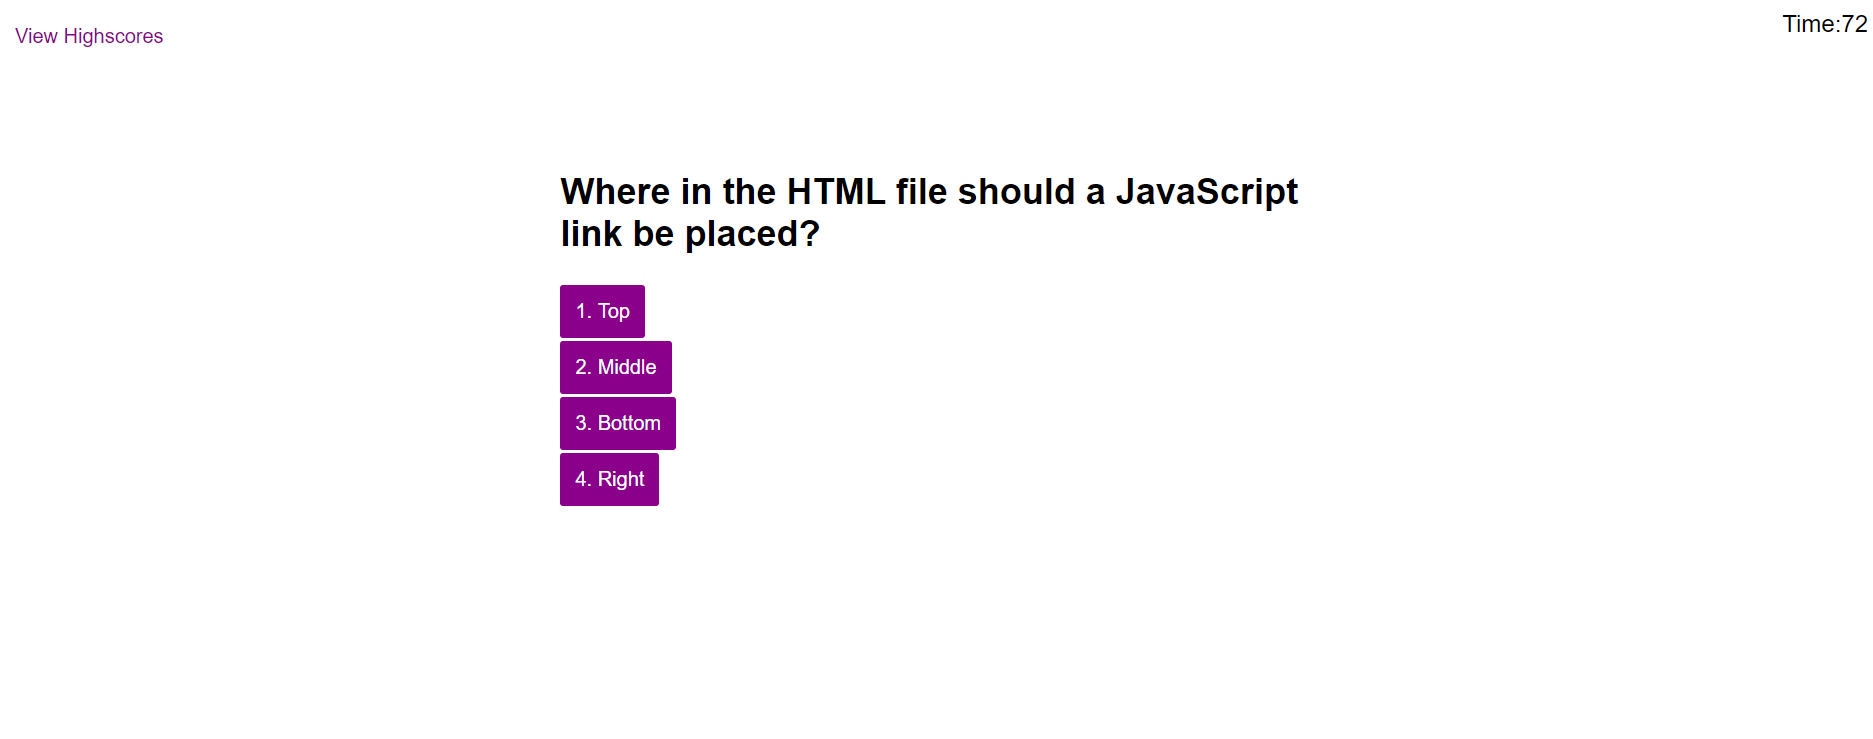 View Highscores
Time:72
Where in the HTML file should a JavaScript
link be placed?
1. Top
2. Middle
3. Bottom
4. Right